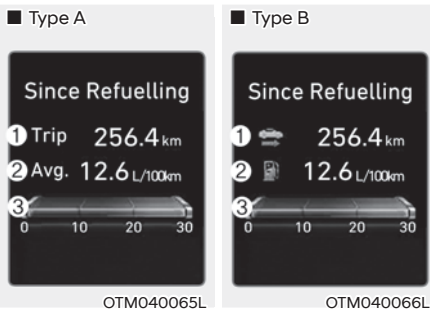 ■ Type A
Since Refuelling
① Trip 256.4 km
② Avg. 12.6 L/100km
③
0 10 20 30
OTM040065L
■ Type B
Since Refuelling
① 256.4 km
② 12.6 L/100km
③
0 10 20 30
OTM040066L